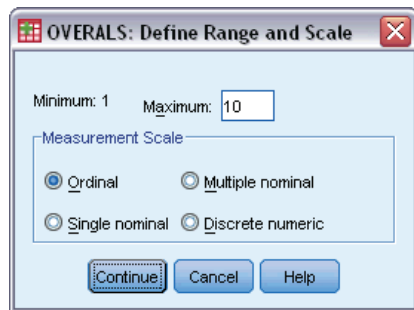 OVERALS: Define Range and Scale
Minimum: 1 Maximum: 10
Measurement Scale
Ordinal Multiple nominal
Single nominal Discrete numeric
Continue Cancel Help